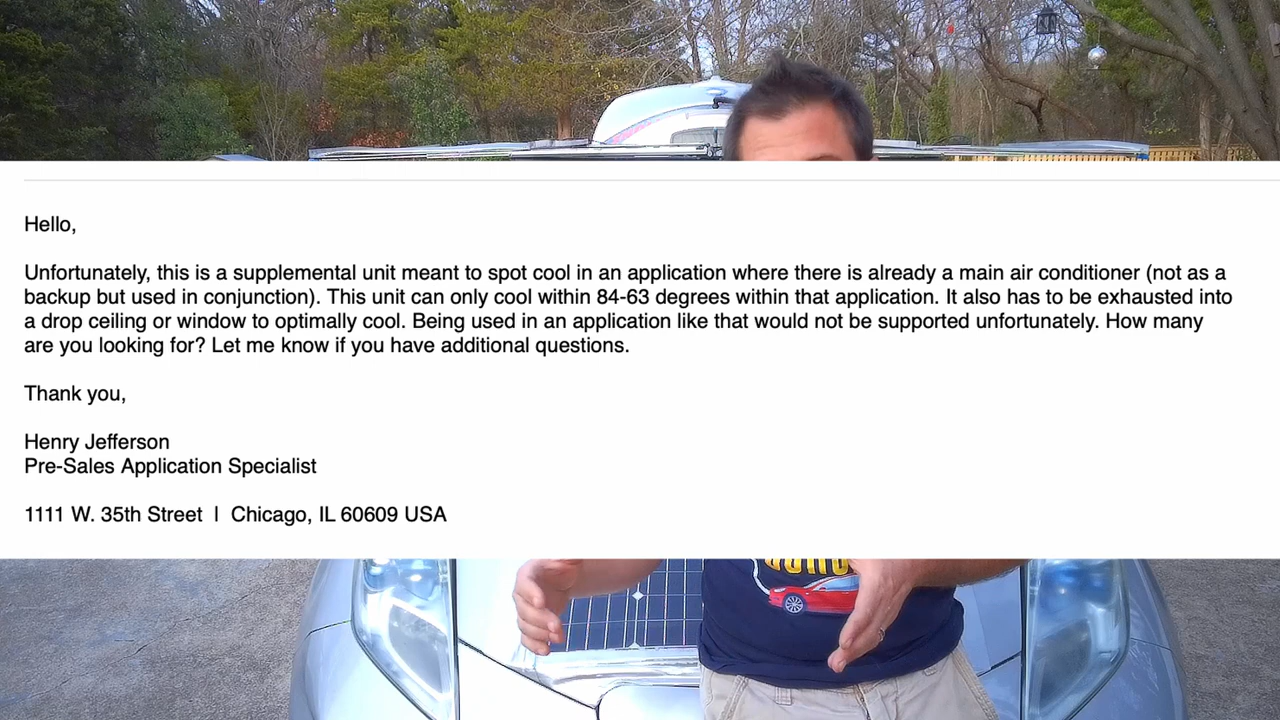 Hello,
Unfortunately, this is a supplemental unit meant to spot cool in an application where there is already a main air conditioner (not as a
backup but used in conjunction). This unit can only cool within 84-63 degrees within that application. It also has to be exhausted into
a drop ceiling or window to optimally cool. Being used in an application like that would not be supported unfortunately. How many
are you looking for? Let me know if you have additional questions.
Thank you,
Henry Jefferson
Pre-Sales Application Specialist
1111 W. 35th Street | Chicago, IL 60609 USA